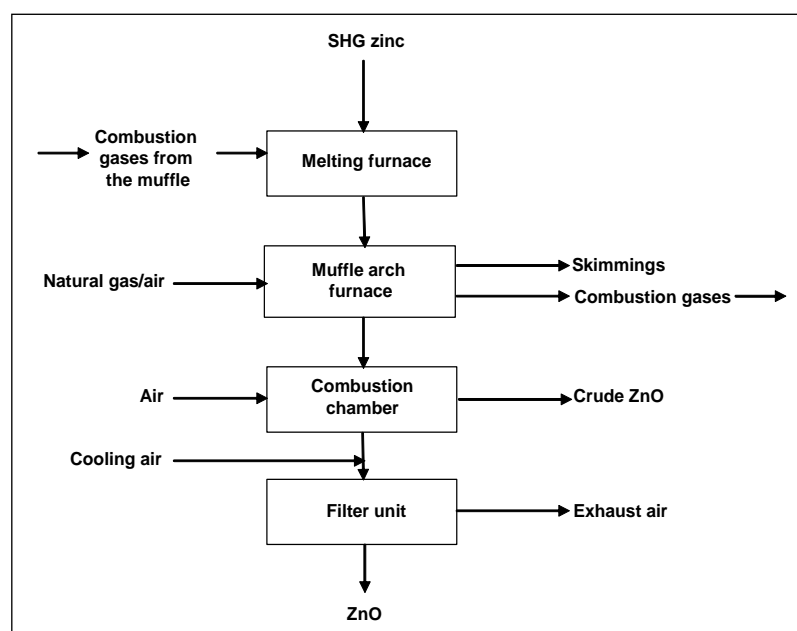 SHG zinc
Combustion
gases from
the muffle
Melting furnace
Natural gas/air
Muffle arch
furnace
Skimmings
Combustion gases
Air
Combustion
chamber
Crude ZnO
Cooling air
Filter unit
Exhaust air
ZnO